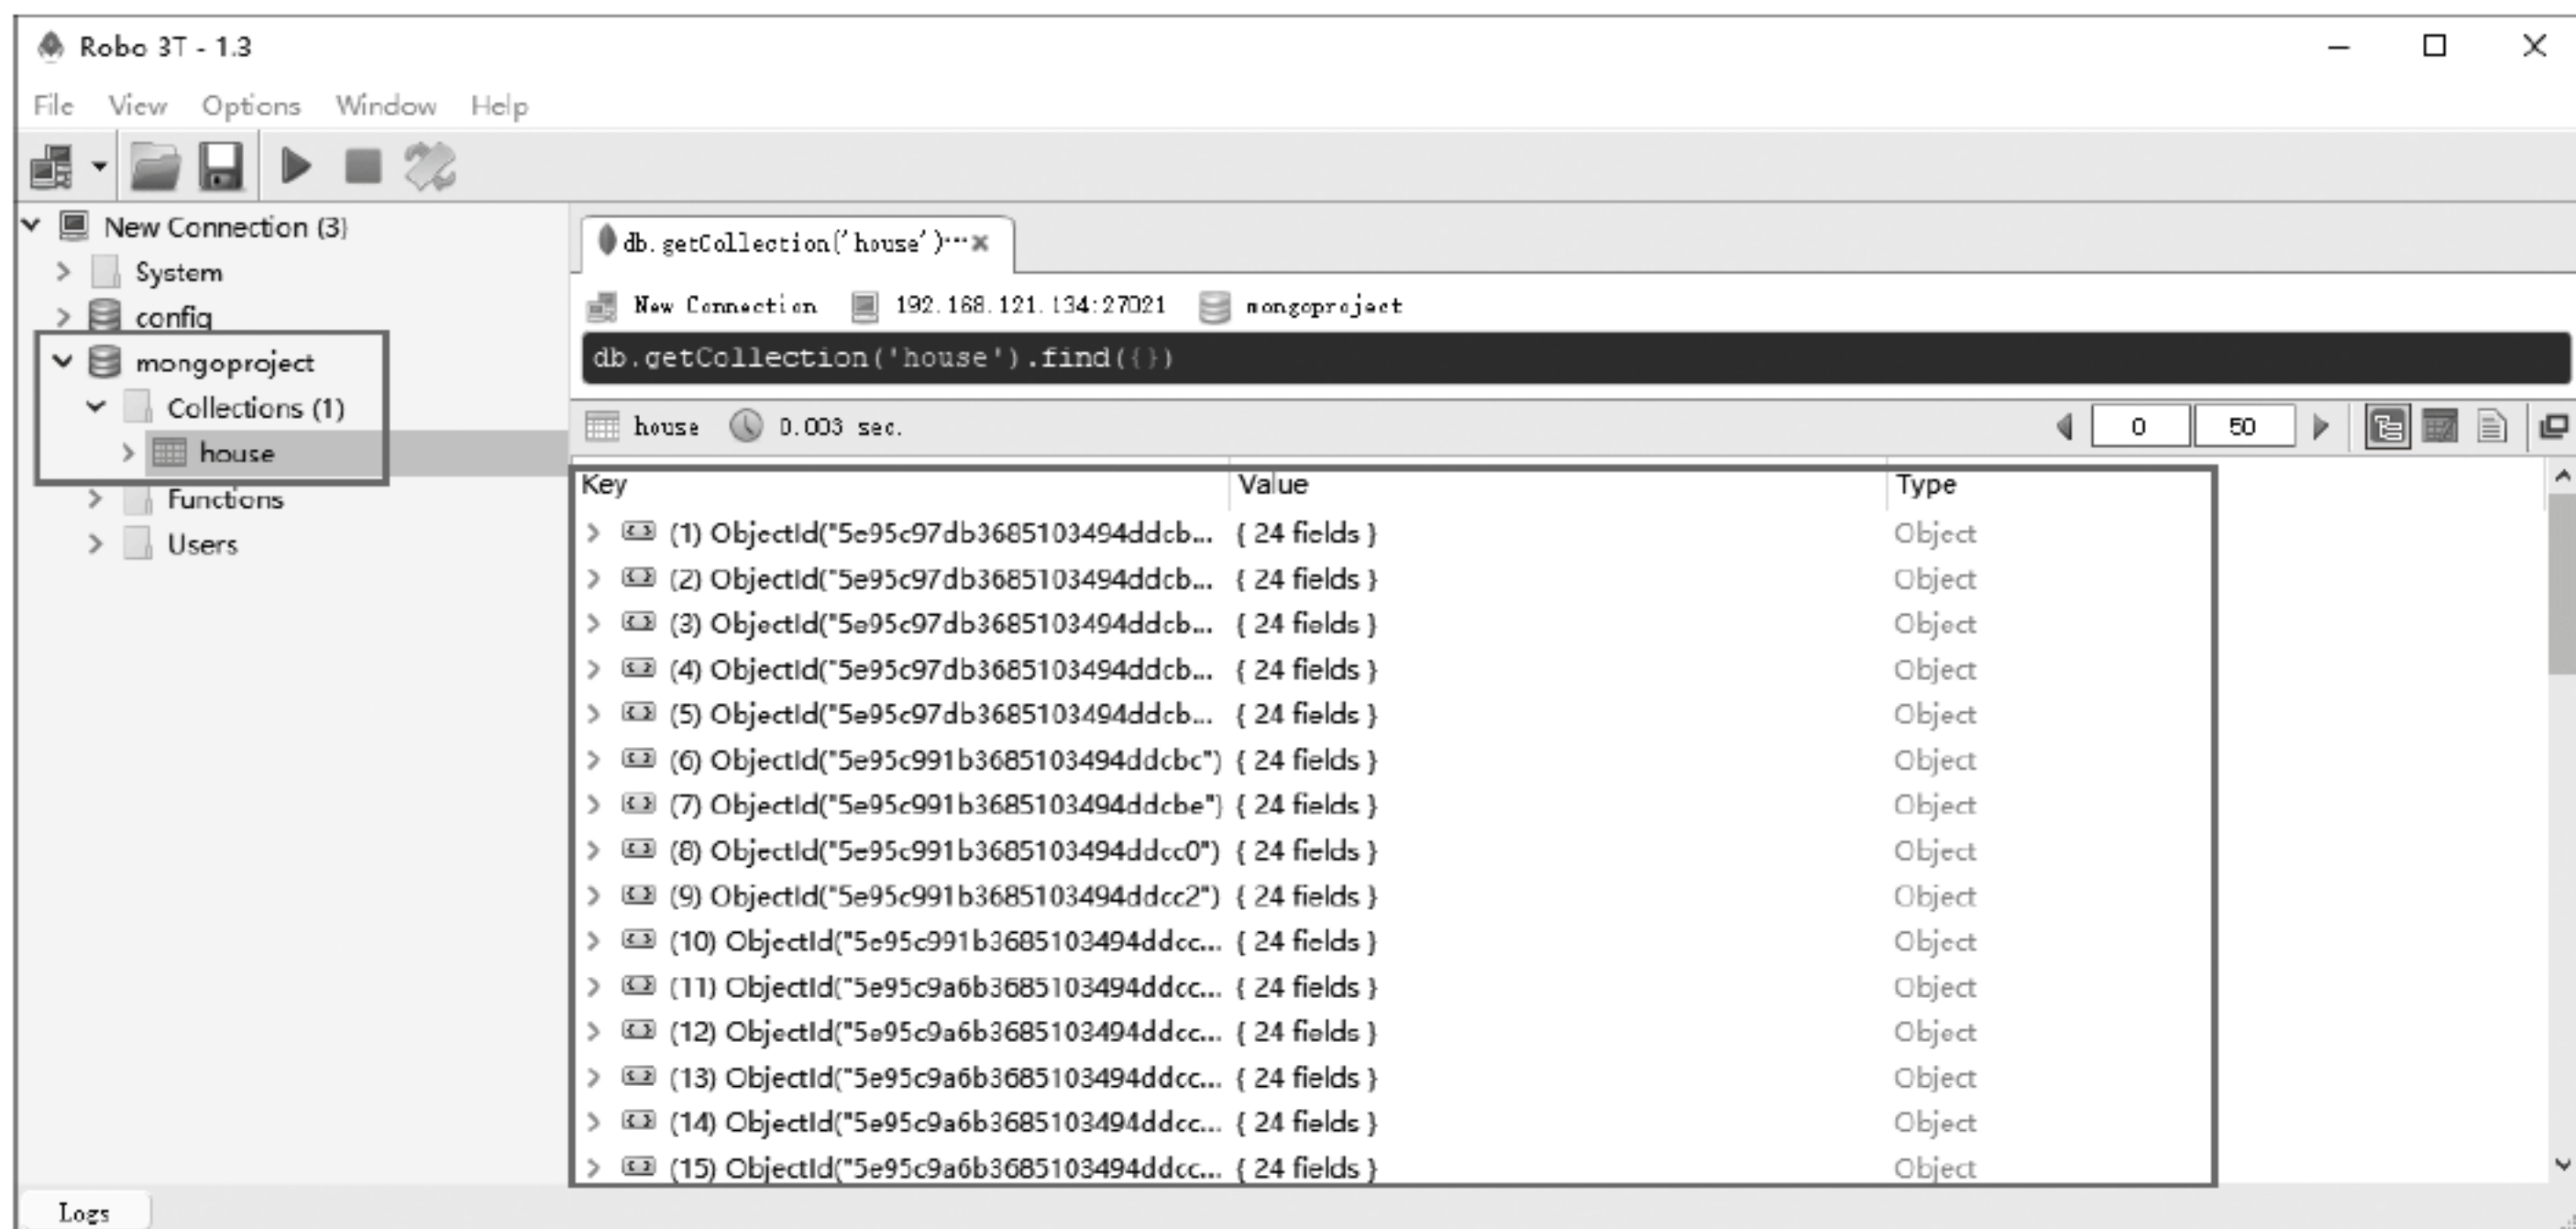 Robo 3T - 1.3
File View Options Window Help
New Connection (3)
System
config
mongoproject
Collections (1)
house
Functions
Users
db.getCollection('house')···
New Connection 192.168.121.134:27021 mongoproject
db.getCollection('house').find({})
house 0.003 sec. 0 50
Key Value Type
(1) ObjectId("5e95c97db3685103494ddcb... { 24 fields } Object
(2) ObjectId("5e95c97db3685103494ddcb... { 24 fields } Object
(3) ObjectId("5e95c97db3685103494ddcb... { 24 fields } Object
(4) ObjectId("5e95c97db3685103494ddcb... { 24 fields } Object
(5) ObjectId("5e95c97db3685103494ddcb... { 24 fields } Object
(6) ObjectId("5e95c991b3685103494ddcbc") { 24 fields } Object
(7) ObjectId("5e95c991b3685103494ddcbe") { 24 fields } Object
(8) ObjectId("5e95c991b3685103494ddcc0") { 24 fields } Object
(9) ObjectId("5e95c991b3685103494ddcc2") { 24 fields } Object
(10) ObjectId("5e95c991b3685103494ddcc... { 24 fields } Object
(11) ObjectId("5e95c9a6b3685103494ddcc... { 24 fields } Object
(12) ObjectId("5e95c9a6b3685103494ddcc... { 24 fields } Object
(13) ObjectId("5e95c9a6b3685103494ddcc... { 24 fields } Object
(14) ObjectId("5e95c9a6b3685103494ddcc... { 24 fields } Object
(15) ObjectId("5e95c9a6b3685103494ddcc... { 24 fields } Object
Logs